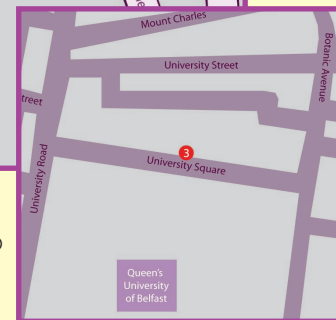 Mount Charles
University Street
Botanic Avenue
treet
3
University Square
University Road
Queen's
University
of Belfast